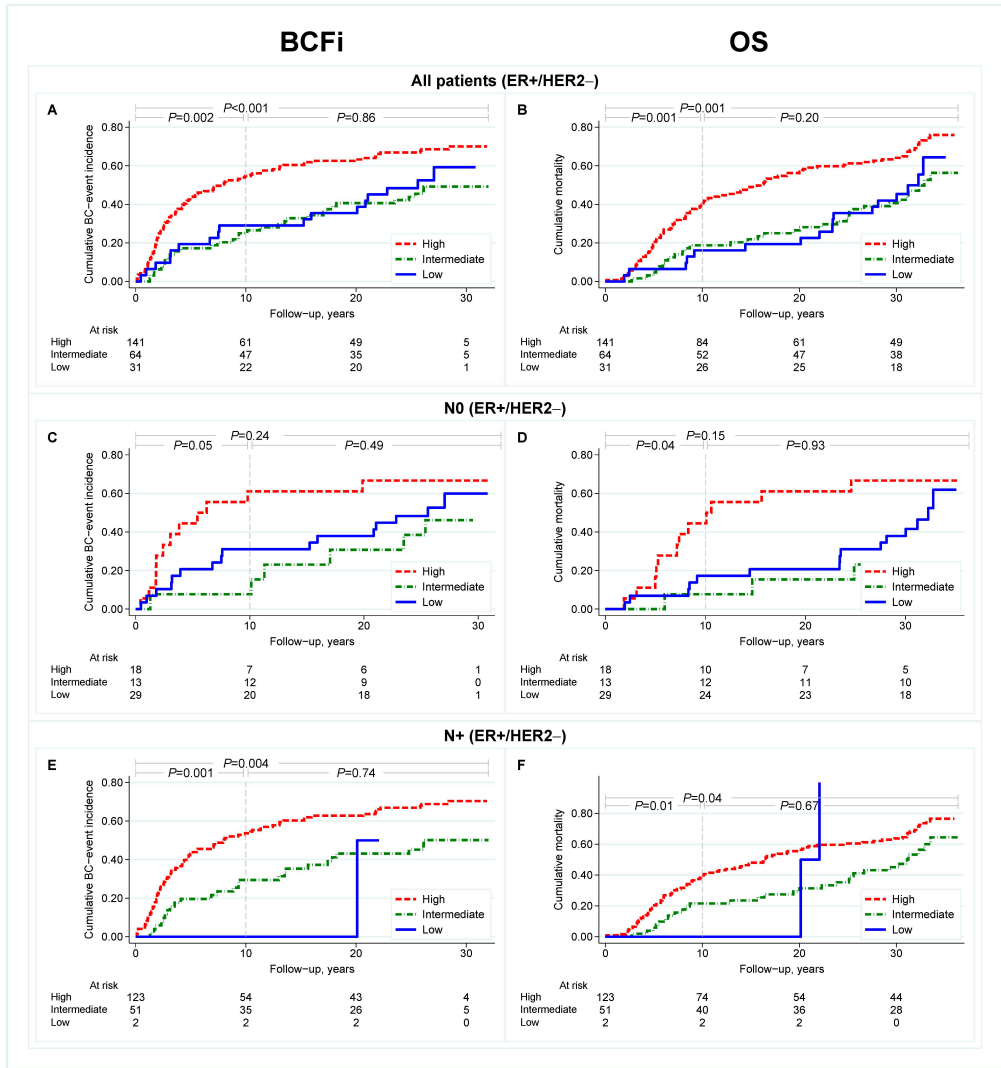 BCFi OS
All patients (ER+/HER2−)
A
P<0.001
P=0.002 P=0.86
Cumulative BC−event incidence
0.80
0.60
0.40
0.20
0.00
High
Intermediate
Low
0 10 20 30
Follow-up, years
At risk
High 141 61 49 5
Intermediate 64 47 35 5
Low 31 22 20 1
B
P=0.001
P=0.001 P=0.20
Cumulative mortality
0.80
0.60
0.40
0.20
0.00
High
Intermediate
Low
0 10 20 30
Follow-up, years
At risk
High 141 84 61 49
Intermediate 64 52 47 38
Low 31 26 25 18
N0 (ER+/HER2−)
C
P=0.24
P=0.05 P=0.49
Cumulative BC−event incidence
0.80
0.60
0.40
0.20
0.00
High
Intermediate
Low
0 10 20 30
Follow-up, years
At risk
High 18 7 6 1
Intermediate 13 12 9 0
Low 29 20 18 1
D
P=0.15
P=0.04 P=0.93
Cumulative mortality
0.80
0.60
0.40
0.20
0.00
High
Intermediate
Low
0 10 20 30
Follow-up, years
At risk
High 18 10 7 5
Intermediate 13 12 11 10
Low 29 24 23 18
N+ (ER+/HER2−)
E
P=0.004
P=0.001 P=0.74
Cumulative BC−event incidence
0.80
0.60
0.40
0.20
0.00
High
Intermediate
Low
0 10 20 30
Follow-up, years
At risk
High 123 54 43 4
Intermediate 51 35 26 5
Low 2 2 2 0
F
P=0.04
P=0.01 P=0.67
Cumulative mortality
0.80
0.60
0.40
0.20
0.00
High
Intermediate
Low
0 10 20 30
Follow-up, years
At risk
High 123 74 54 44
Intermediate 51 40 36 28
Low 2 2 2 0